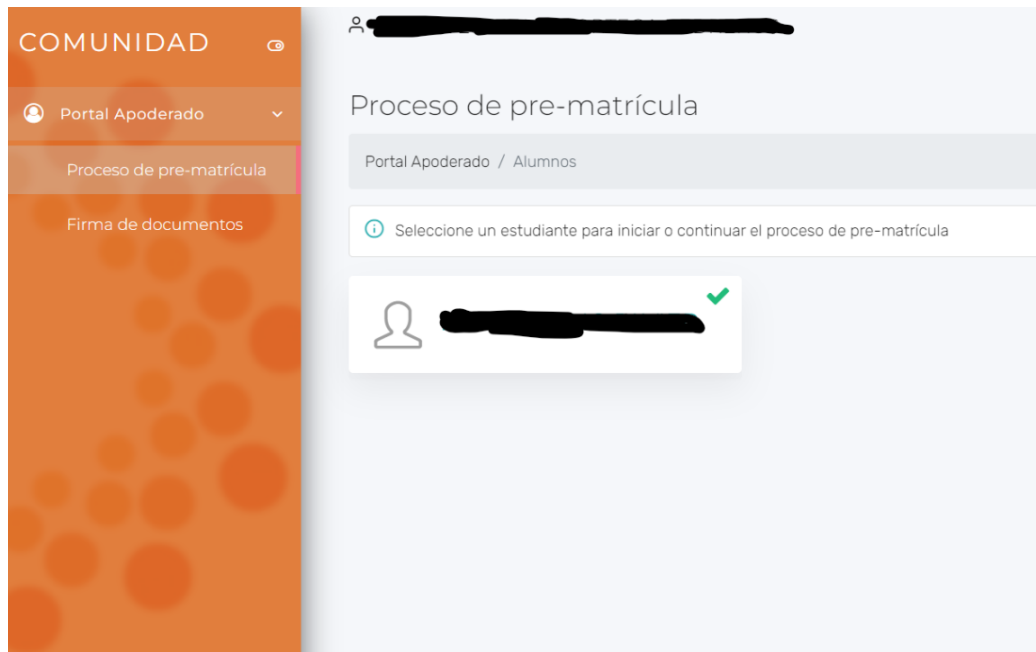 COMUNIDAD
Portal Apoderado
Proceso de pre-matrícula
Firma de documentos
Proceso de pre-matrícula
Portal Apoderado / Alumnos
Seleccione un estudiante para iniciar o continuar el proceso de pre-matrícula